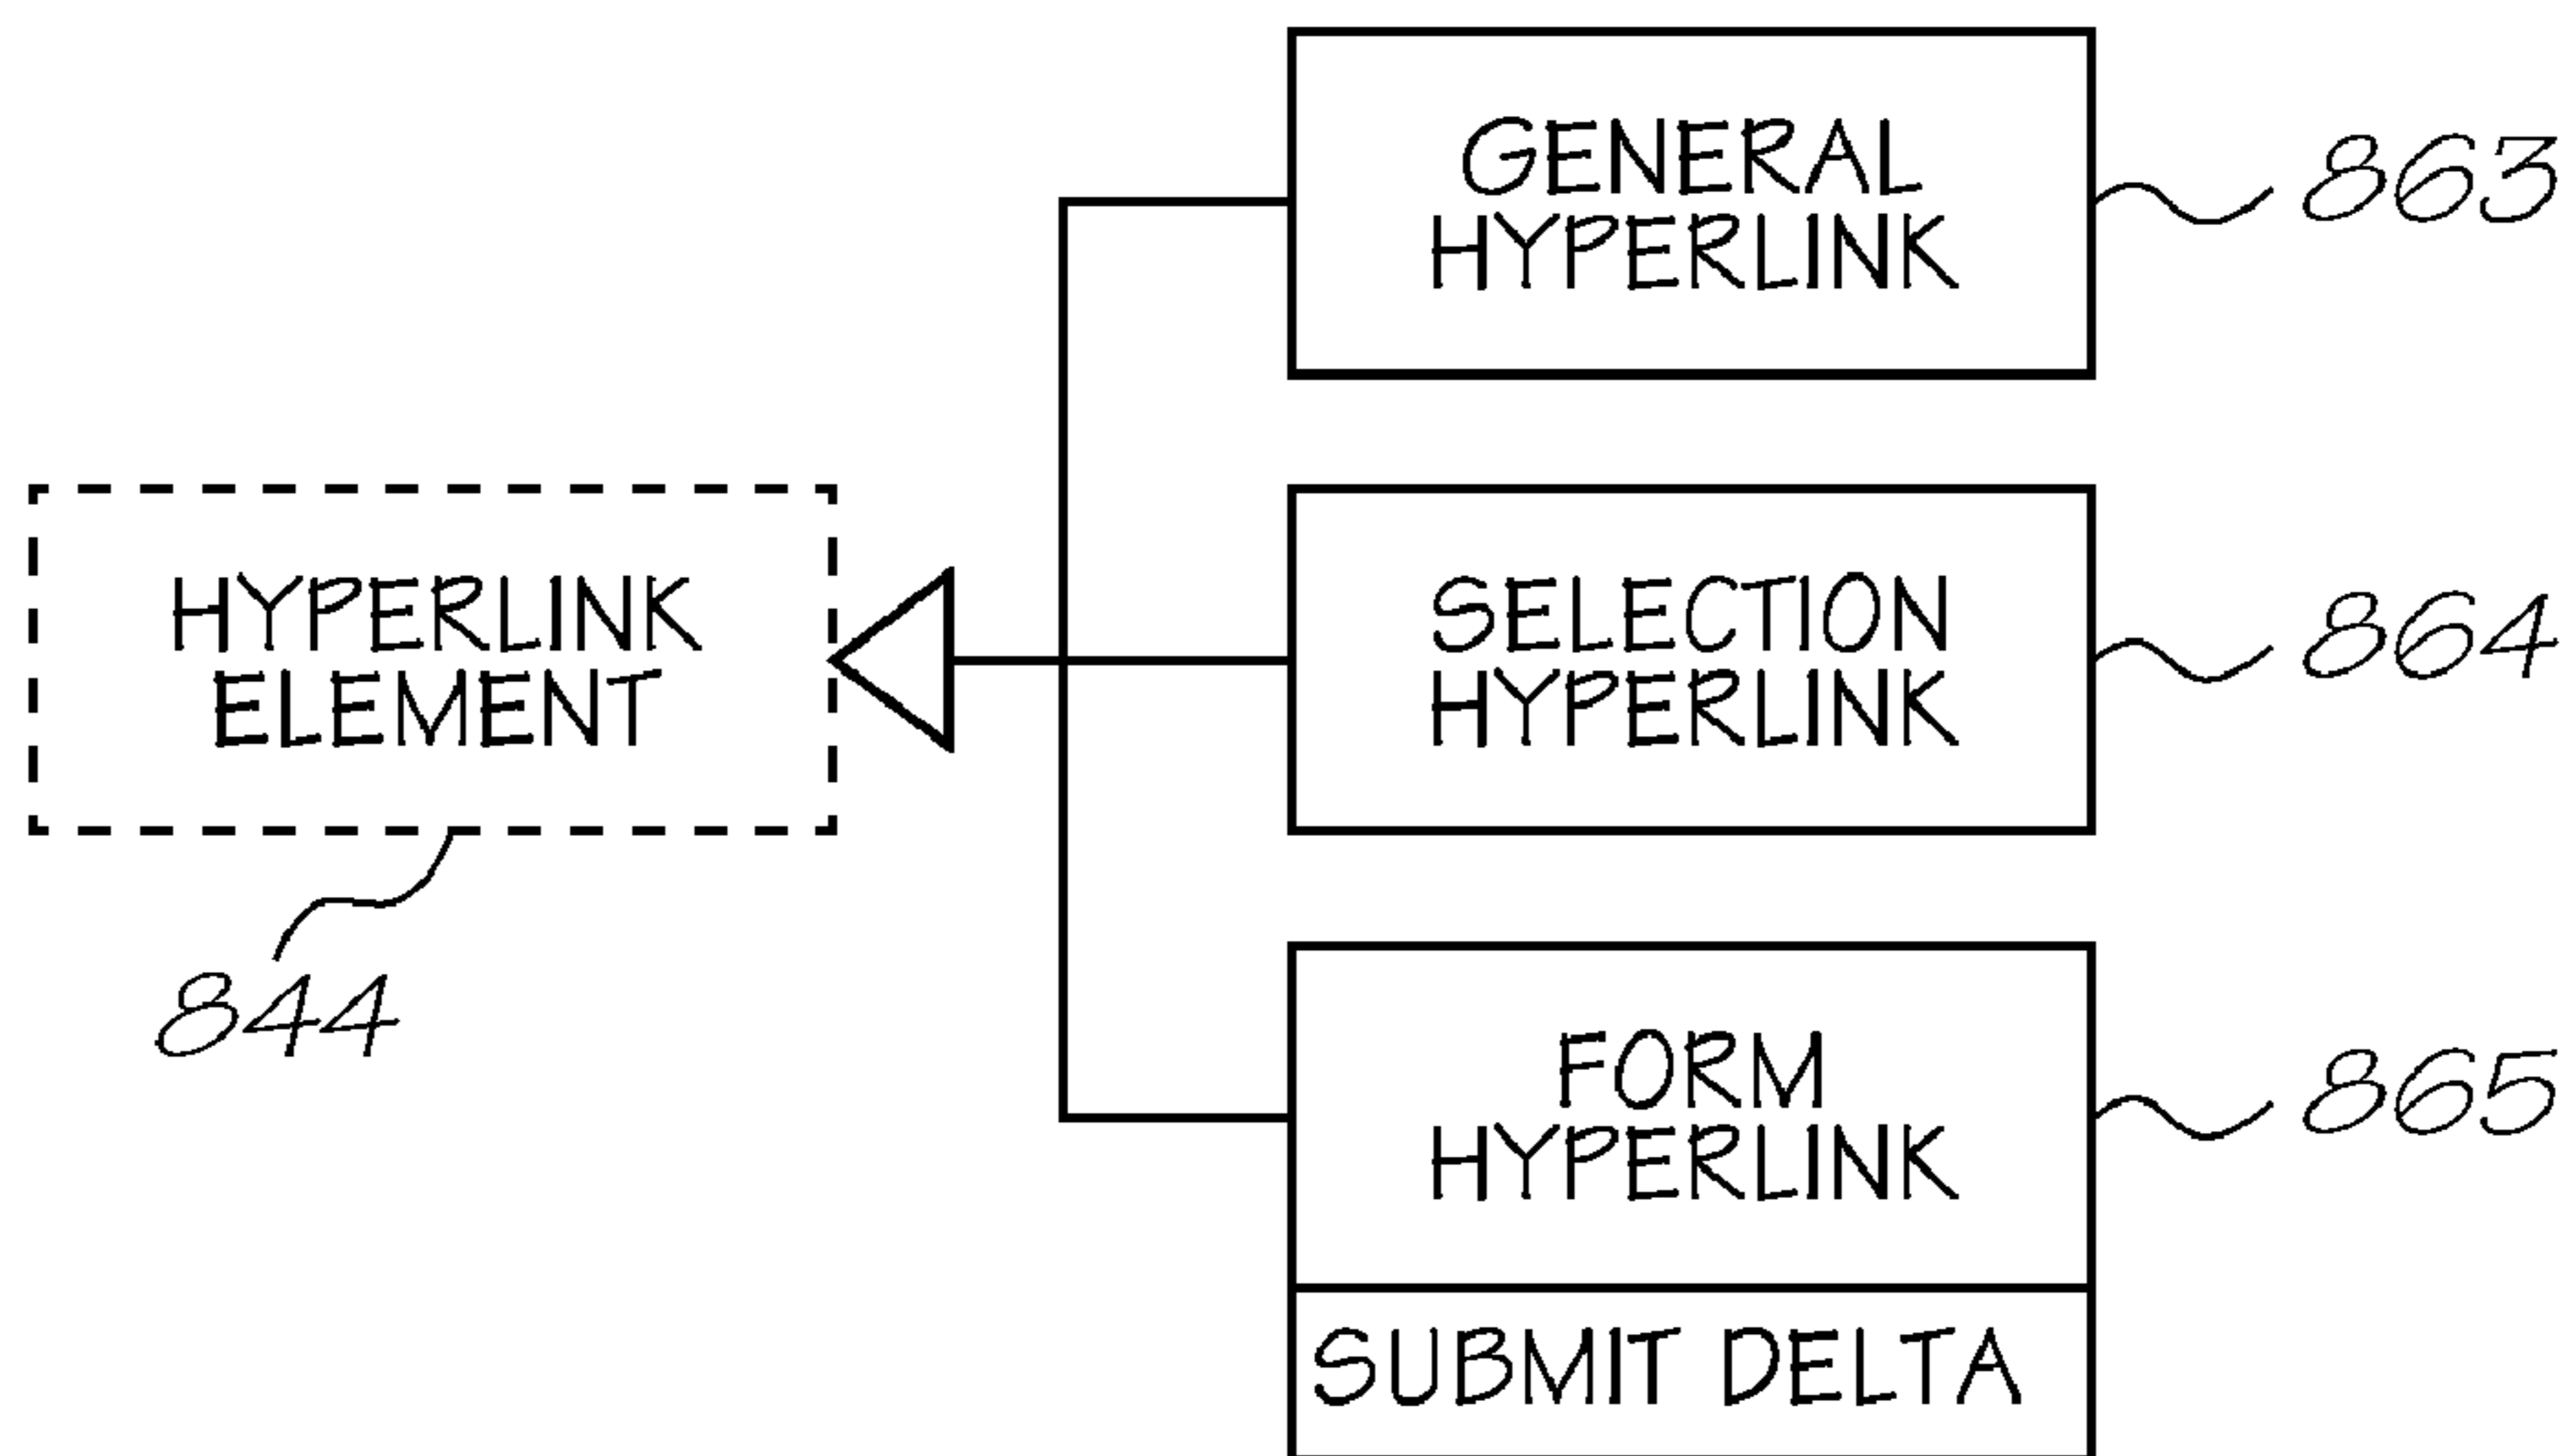 GENERAL
HYPERLINK
863
HYPERLINK
ELEMENT
844
SELECTION
HYPERLINK
864
FORM
HYPERLINK
865
SUBMIT DELTA